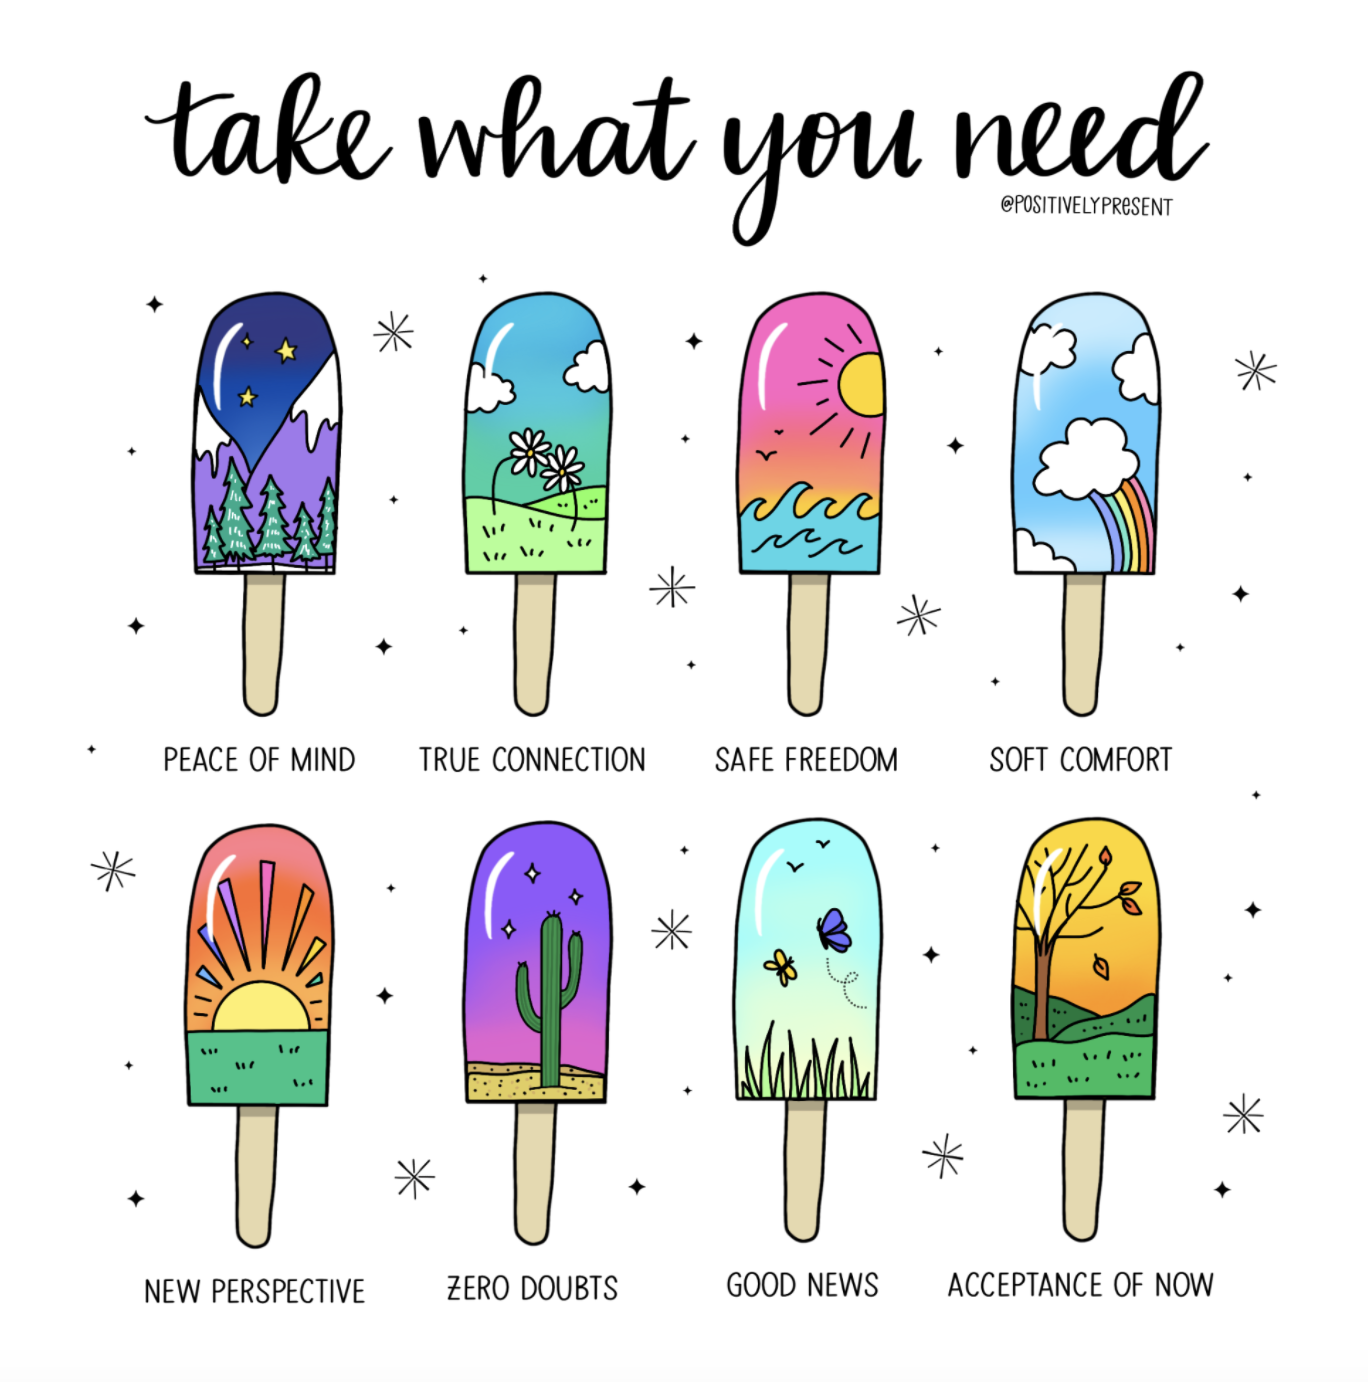 take what you need
@POSITIVELYPRESENT
PEACE OF MIND
TRUE CONNECTION
SAFE FREEDOM
SOFT COMFORT
NEW PERSPECTIVE
ZERO DOUBTS
GOOD NEWS
ACCEPTANCE OF NOW